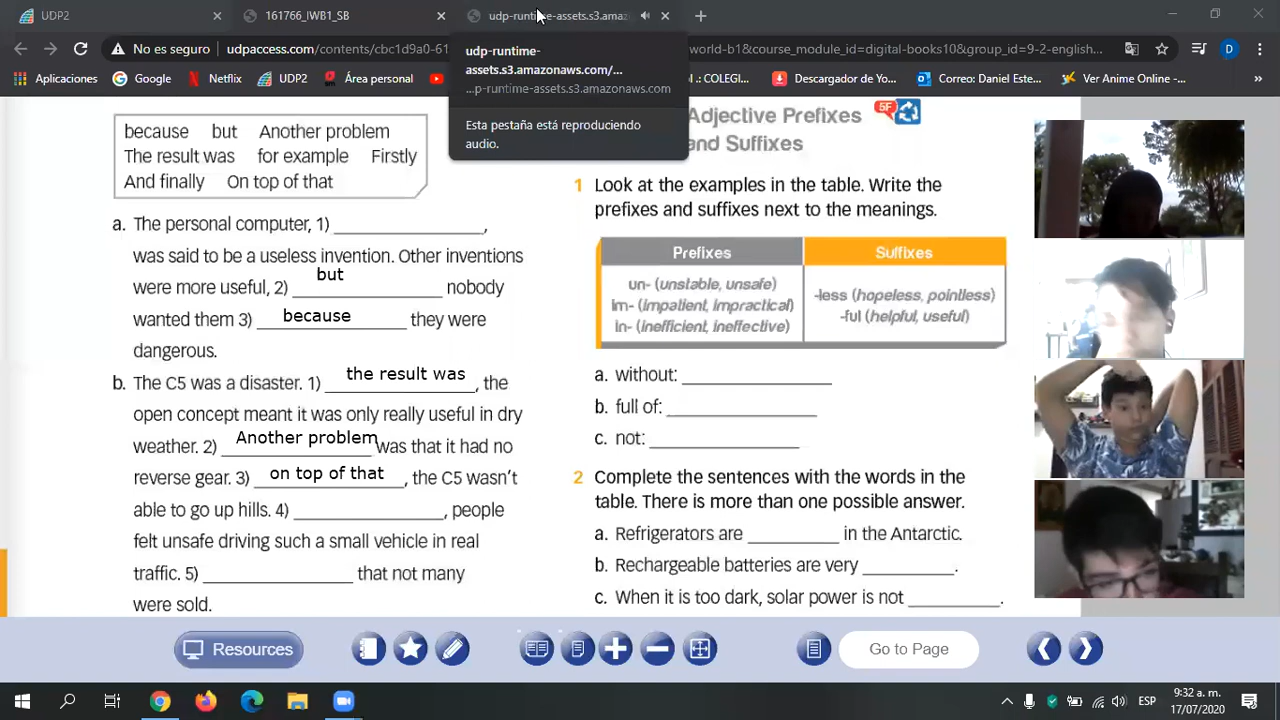 UDP2
161766_IWB1_SB
udp-runtime-assets.s3.amaz
No es seguro
udpaccess.com/contents/cbc1d9a0-61
world-b1&course_module_id=digital-books10&group_id=9-2-english...
D
Aplicaciones
Google
Netflix
UDP2
Área personal
.: COLEGI...
Descargador de You...
Correo: Daniel Este...
Ver Anime Online -...
»
udp-runtime-
assets.s3.amazonaws.com/...
...p-runtime-assets.s3.amazonaws.com
Esta pestaña está reproduciendo
audio.
because but Another problem
The result was for example Firstly
And finally On top of that
a. The personal computer, 1) ,
was said to be a useless invention. Other inventions
were more useful, 2) but nobody
wanted them 3) because they were
dangerous.
b. The C5 was a disaster. 1) the result was, the
open concept meant it was only really useful in dry
weather. 2) Another problem was that it had no
reverse gear. 3) on top of that, the C5 wasn't
able to go up hills. 4) , people
felt unsafe driving such a small vehicle in real
traffic. 5) that not many
were sold.
Adjective Prefixes
and Suffixes
5F
1 Look at the examples in the table. Write the
prefixes and suffixes next to the meanings.
Prefixes Suffixes
un- (unstable, unsafe)
im- (impatient, impractical)
in- (inefficient, ineffective)
-less (hopeless, pointless)
-ful (helpful, useful)
a. without:
b. full of:
c. not:
2 Complete the sentences with the words in the
table. There is more than one possible answer.
a. Refrigerators are in the Antarctic.
b. Rechargeable batteries are very .
c. When it is too dark, solar power is not .
Resources
Go to Page
ESP
9:32 a. m.
17/07/2020